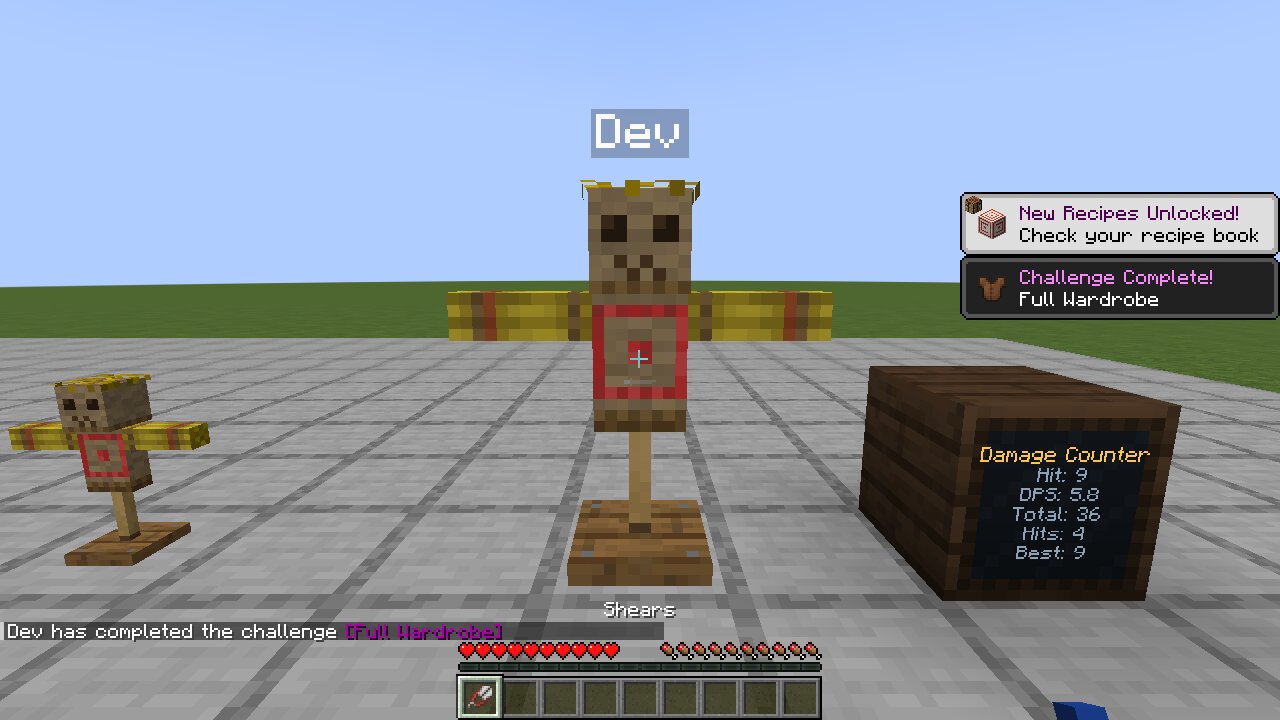 Dev
New Recipes Unlocked!
Check your recipe book
Challenge Complete!
Full Wardrobe
Damage Counter
Hit: 9
DPS: 5.8
Total: 36
Hits: 4
Best: 9
Shears
Dev has completed the challenge [Full Wardrobe]